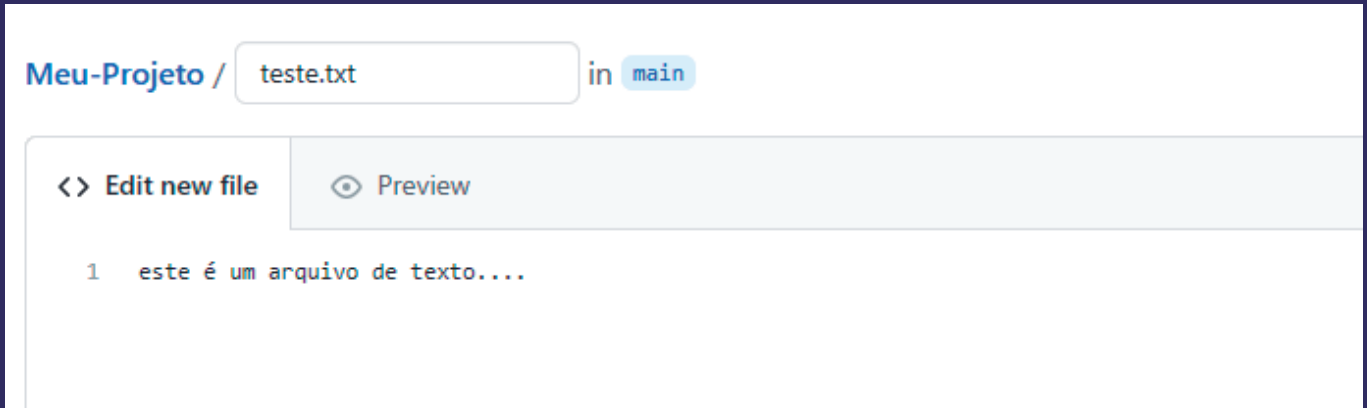 Meu-Projeto / teste.txt in main
<> Edit new file Preview
1 este é um arquivo de texto....